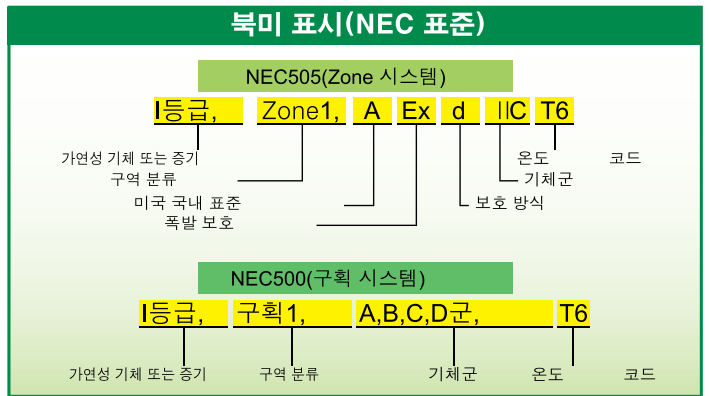 북미 표시(NEC 표준)
NEC505(Zone 시스템)
I등급, Zone1, A Ex d IIC T6
가연성 기체 또는 증기 온도 코드
구역 분류 기체군
미국 국내 표준 보호 방식
폭발 보호
NEC500(구획 시스템)
I등급, 구획1, A,B,C,D군, T6
가연성 기체 또는 증기 구역 분류 기체군 온도 코드